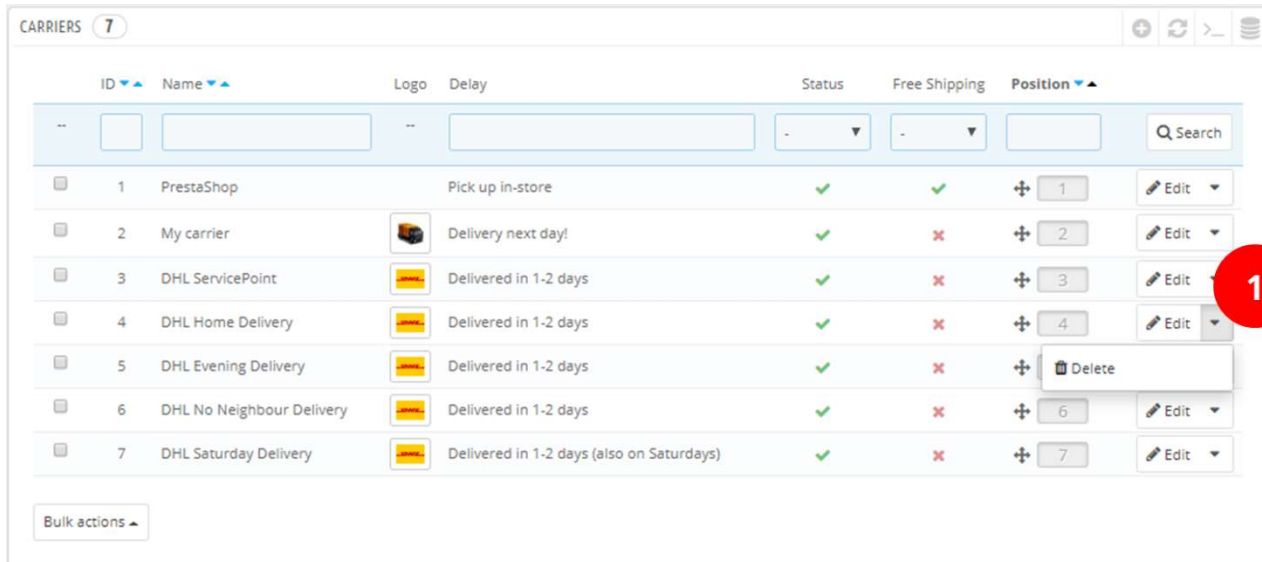 CARRIERS 7
ID Name Logo Delay Status Free Shipping Position
-- -- - - Search
1 PrestaShop Pick up in-store 1 Edit
2 My carrier Delivery next day! 2 Edit
3 DHL ServicePoint Delivered in 1-2 days 3 Edit
1
4 DHL Home Delivery Delivered in 1-2 days 4 Edit
5 DHL Evening Delivery Delivered in 1-2 days Delete
6 DHL No Neighbour Delivery Delivered in 1-2 days 6 Edit
7 DHL Saturday Delivery Delivered in 1-2 days (also on Saturdays) 7 Edit
Bulk actions